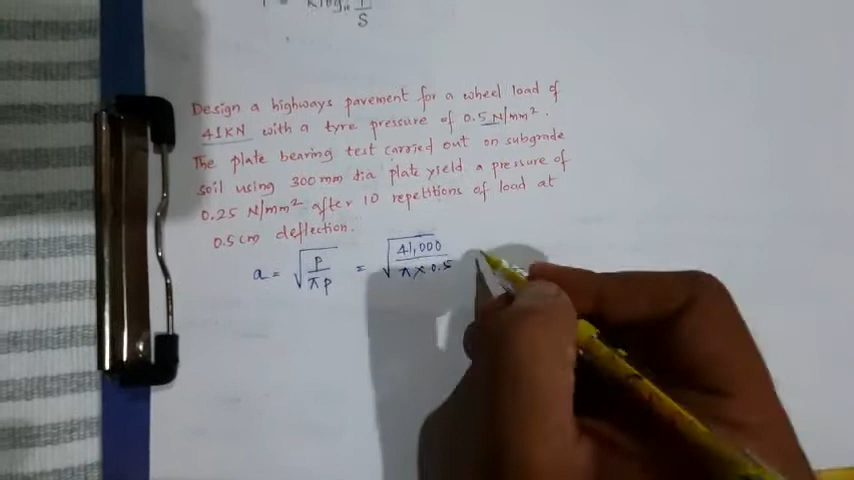 T = K log₁₀ P/S
Design a highways pavement for a wheel load of
41KN with a tyre pressure of 0.5 N/mm².
The plate bearing test carried out on subgrade
soil using 300mm dia plate yield a pressure of
0.25 N/mm² after 10 repetitions of load at
0.5cm deflection.
a = √(P/πp) = √(41,000/π×0.5)